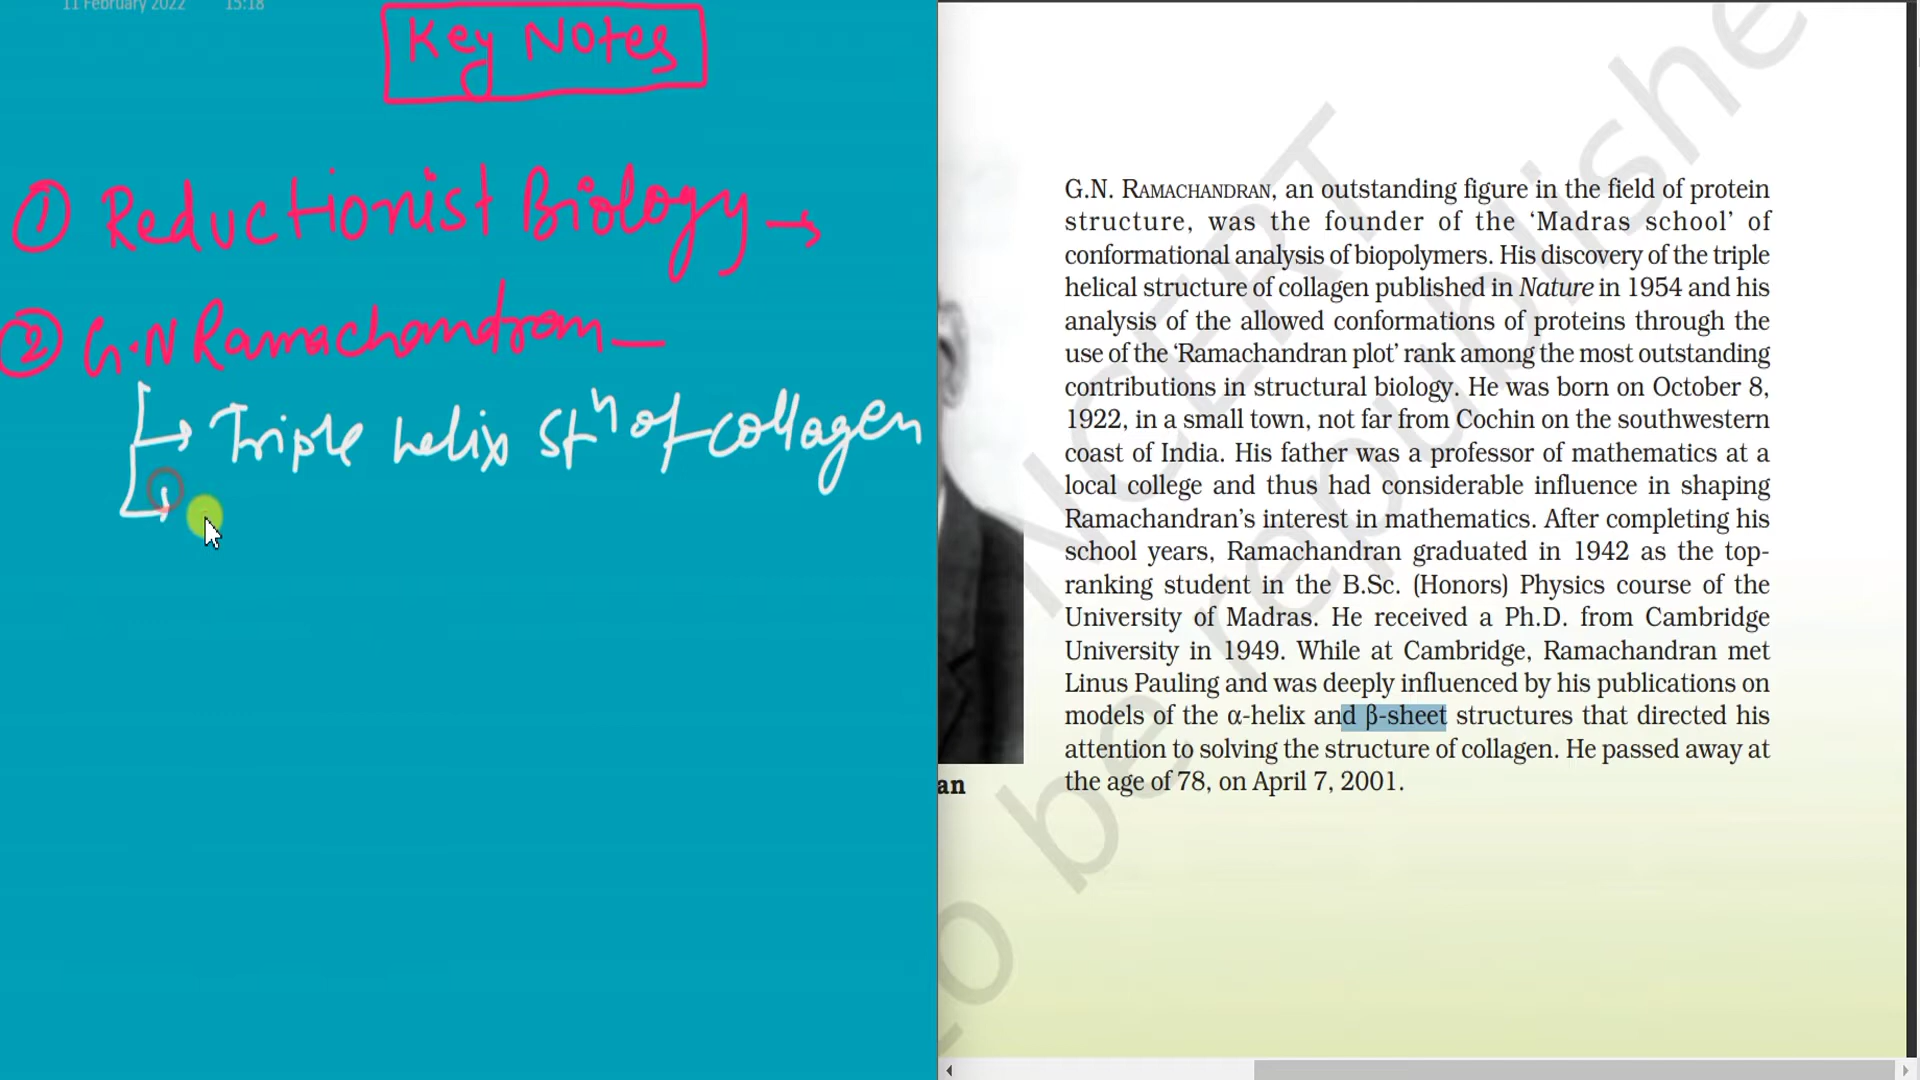 11 February 2022 15:18
Key Notes
① Reductionist Biology →
② G.N Ramachandran —
→ Triple helix stⁿ of collagen
G.N. RAMACHANDRAN, an outstanding figure in the field of protein
structure, was the founder of the ‘Madras school’ of
conformational analysis of biopolymers. His discovery of the triple
helical structure of collagen published in Nature in 1954 and his
analysis of the allowed conformations of proteins through the
use of the ‘Ramachandran plot’ rank among the most outstanding
contributions in structural biology. He was born on October 8,
1922, in a small town, not far from Cochin on the southwestern
coast of India. His father was a professor of mathematics at a
local college and thus had considerable influence in shaping
Ramachandran’s interest in mathematics. After completing his
school years, Ramachandran graduated in 1942 as the top-
ranking student in the B.Sc. (Honors) Physics course of the
University of Madras. He received a Ph.D. from Cambridge
University in 1949. While at Cambridge, Ramachandran met
Linus Pauling and was deeply influenced by his publications on
models of the α-helix and β-sheet structures that directed his
attention to solving the structure of collagen. He passed away at
the age of 78, on April 7, 2001.
an
NCERT
to be republishe